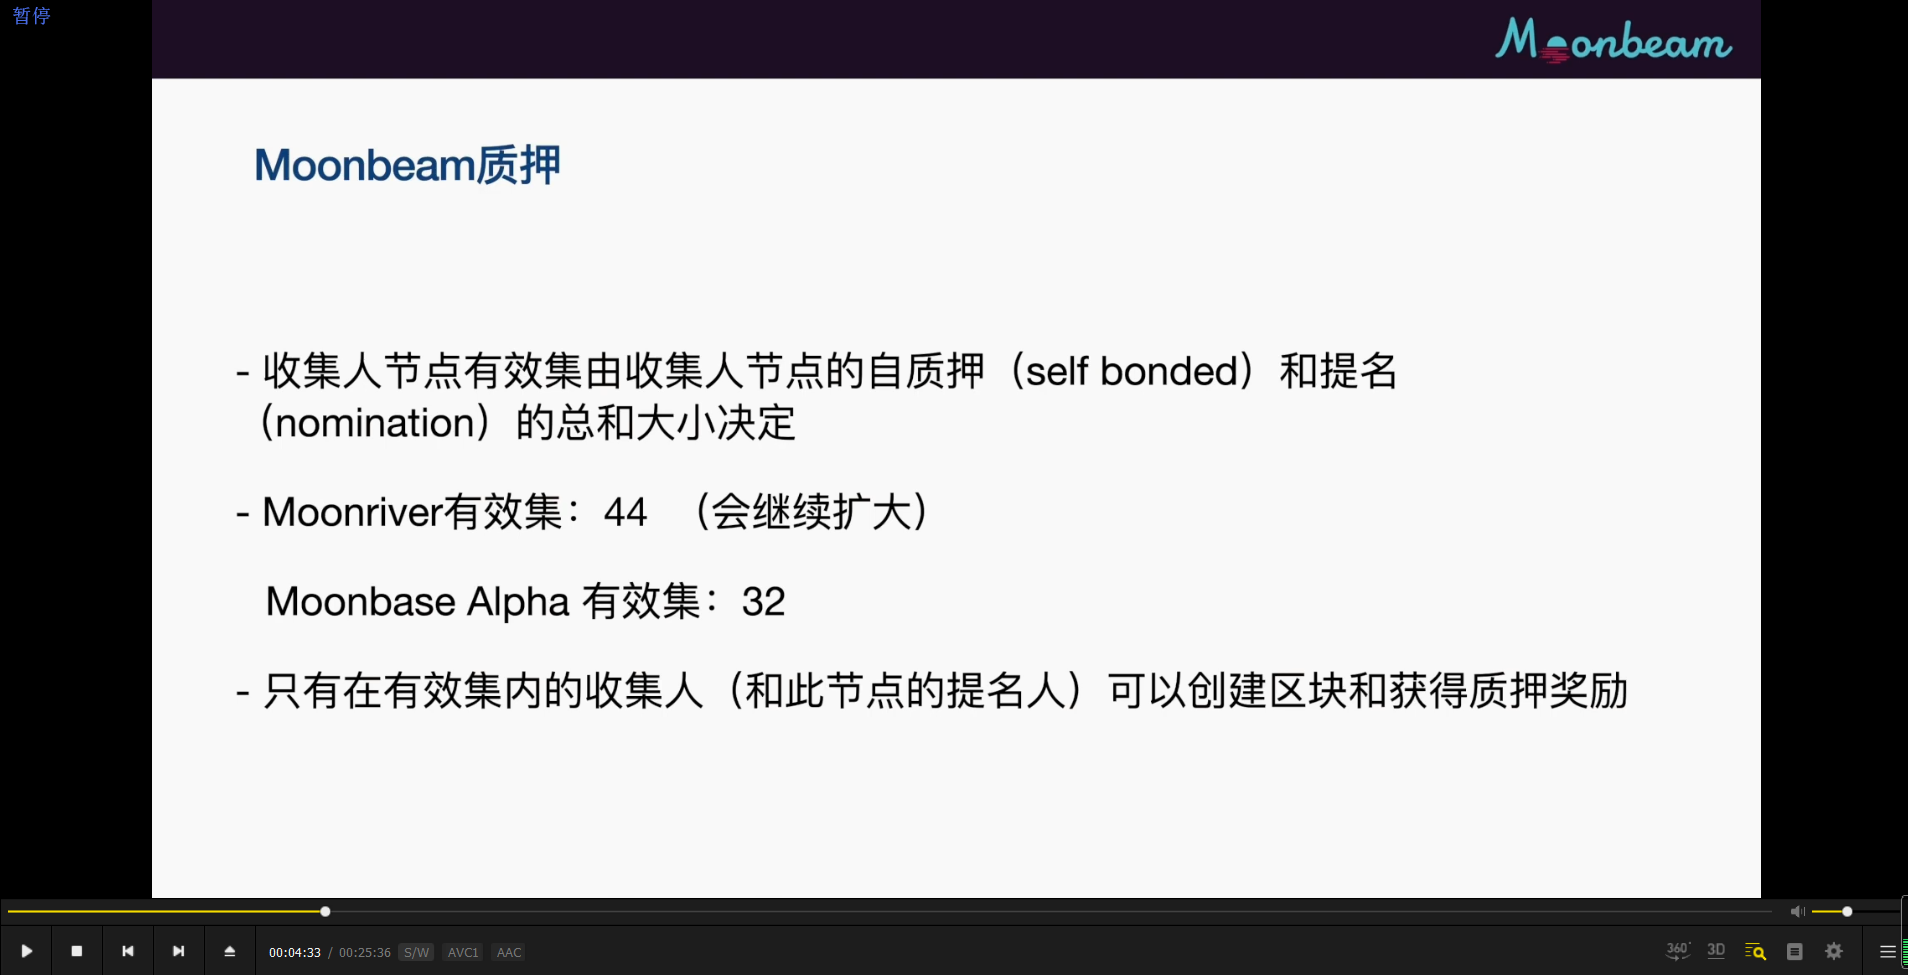 暂停
Moonbeam
Moonbeam质押
- 收集人节点有效集由收集人节点的自质押（self bonded）和提名
（nomination）的总和大小决定
- Moonriver有效集：44 （会继续扩大）
Moonbase Alpha 有效集：32
- 只有在有效集内的收集人（和此节点的提名人）可以创建区块和获得质押奖励
00:04:33 / 00:25:36 S/W AVC1 AAC 360° 3D